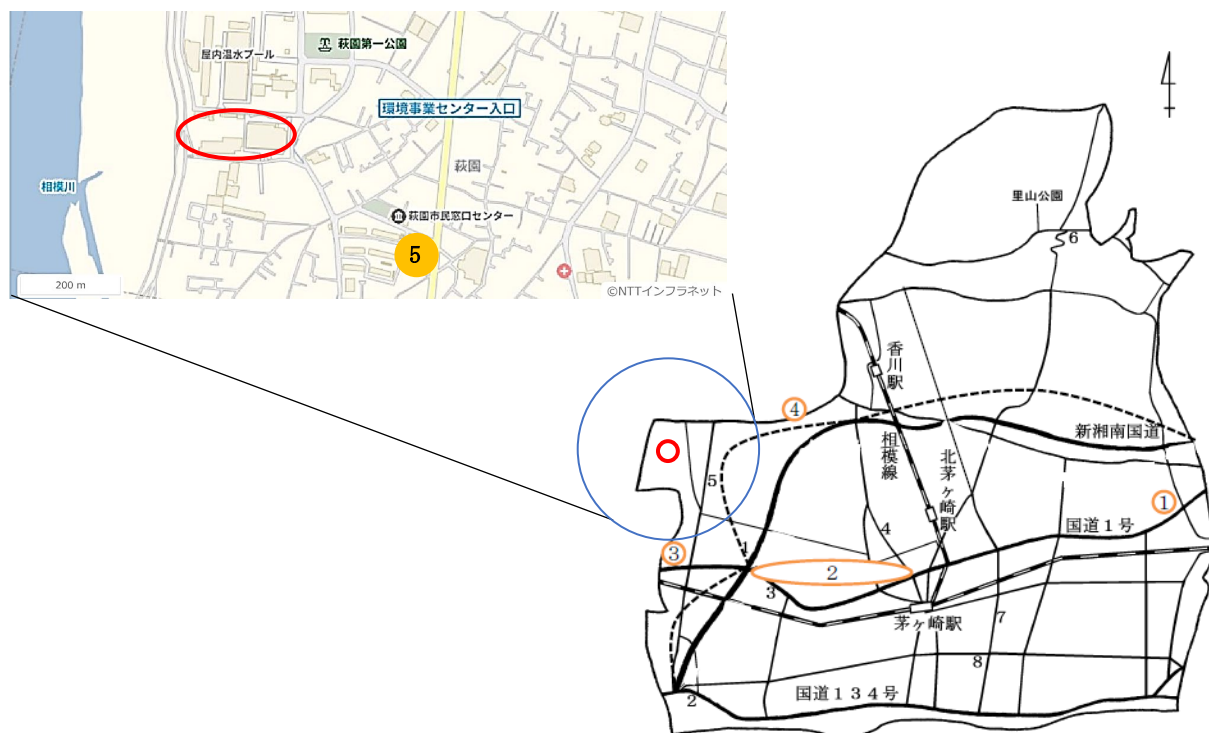 屋内温水プール
萩園第一公園
環境事業センター入口
萩園
相模川
萩園市民窓口センター
5
200 m
©NTTインフラネット
4
里山公園
6
香川駅
④
新湘南国道
相模線
北茅ヶ崎駅
5
①
国道1号
4
③
1
2
3
茅ヶ崎駅
7
8
国道134号
2